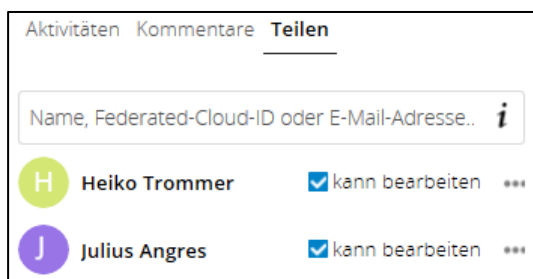 Aktivitäten Kommentare Teilen
Name, Federated-Cloud-ID oder E-Mail-Adresse.. i
H Heiko Trommer kann bearbeiten
J Julius Angres kann bearbeiten